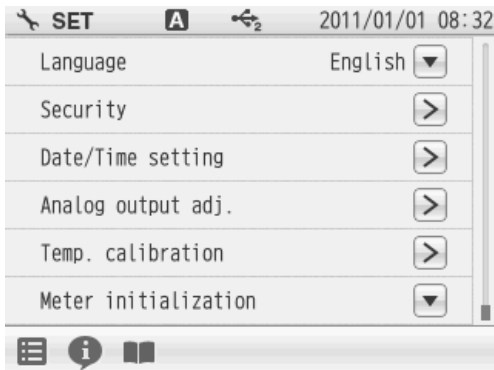 SET A 2 2011/01/01 08:32
Language English
Security
Date/Time setting
Analog output adj.
Temp. calibration
Meter initialization